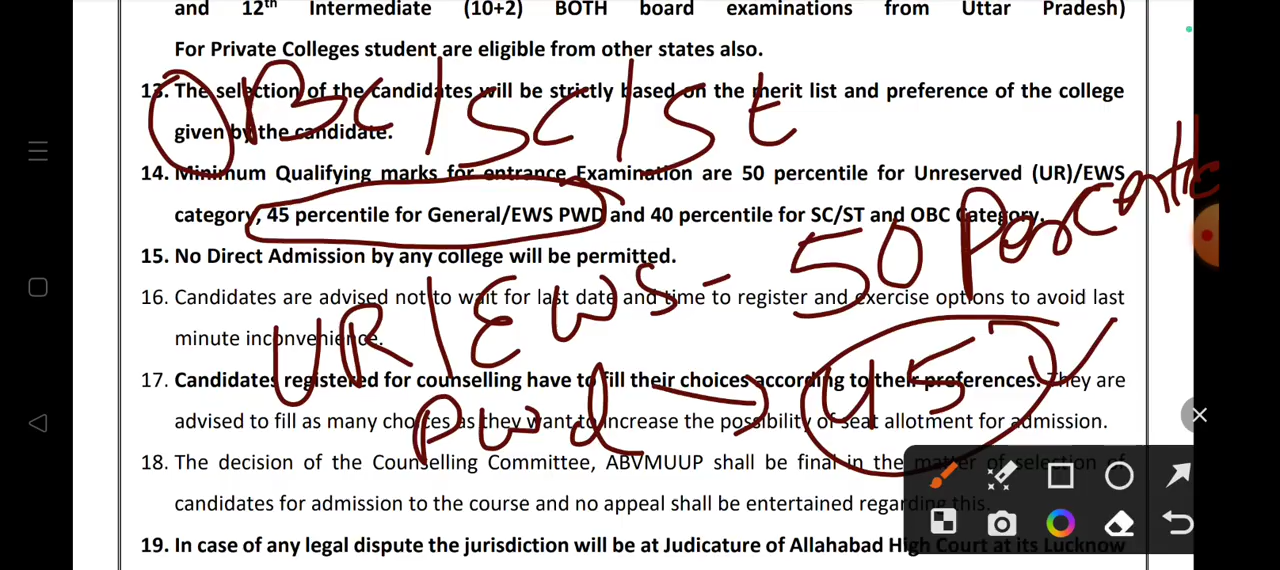 and 12th Intermediate (10+2) BOTH board examinations from Uttar Pradesh)
For Private Colleges student are eligible from other states also.
13. The selection of the candidates will be strictly based on the merit list and preference of the college
given by the candidate.
OBC/SC/St
14. Minimum Qualifying marks for entrance Examination are 50 percentile for Unreserved (UR)/EWS
category, 45 percentile for General/EWS PWD and 40 percentile for SC/ST and OBC Category.
15. No Direct Admission by any college will be permitted.
UR/EWS - 50
16. Candidates are advised not to wait for last date and time to register and exercise options to avoid last
minute inconvenience.
17. Candidates registered for counselling have to fill their choices according to their preferences. They are
advised to fill as many choices as they want to increase the possibility of seat allotment for admission.
Pwd 45
18. The decision of the Counselling Committee, ABVMUUP shall be final in the matter of selection of
candidates for admission to the course and no appeal shall be entertained regarding this.
19. In case of any legal dispute the jurisdiction will be at Judicature of Allahabad High Court at its Lucknow